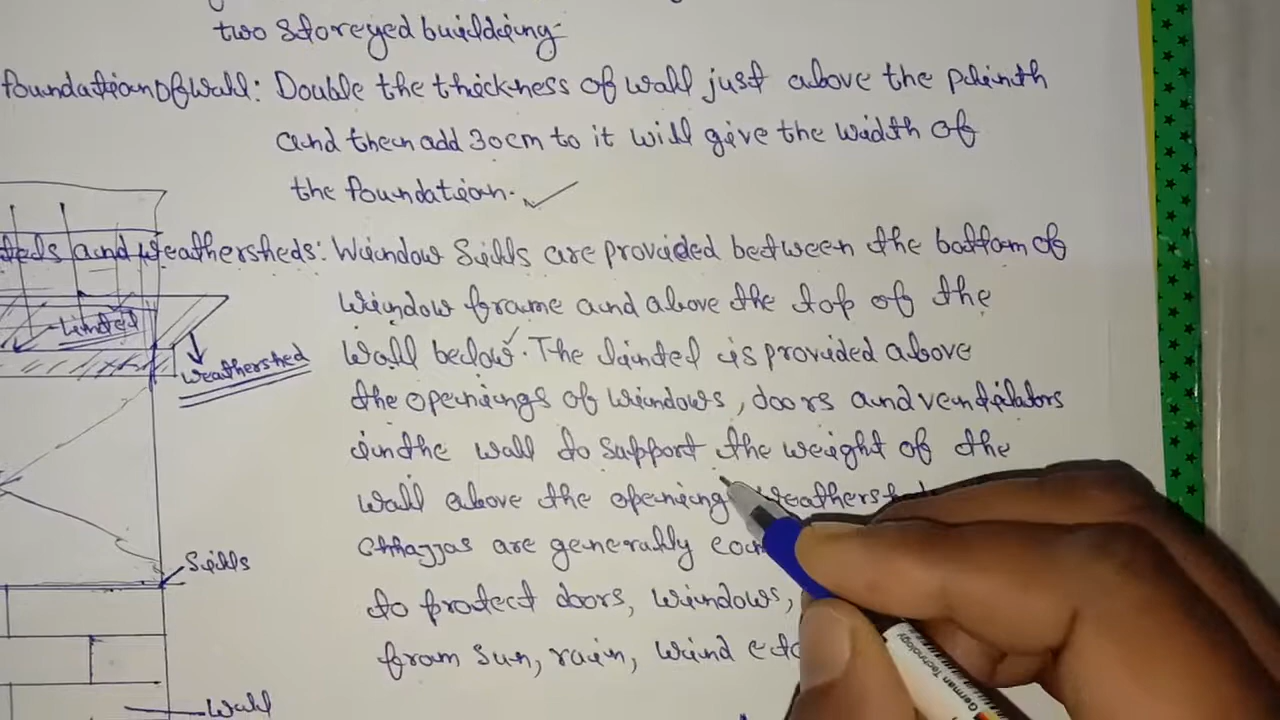 two storeyed building
foundation of Wall: Double the thickness of wall just above the plinth
and then add 30cm to it will give the width of
the foundation.
and weathersheds: Window Sills are provided between the bottom of
window frame and above the top of the
wall below. The lintel is provided above
the openings of windows, doors and ventilators
in the wall to support the weight of the
wall above the opening
chhajjas are generally
to protect doors, windows,
from sun, rain, wind etc
Lintel
weathershed
Sills
Wall
German Technology